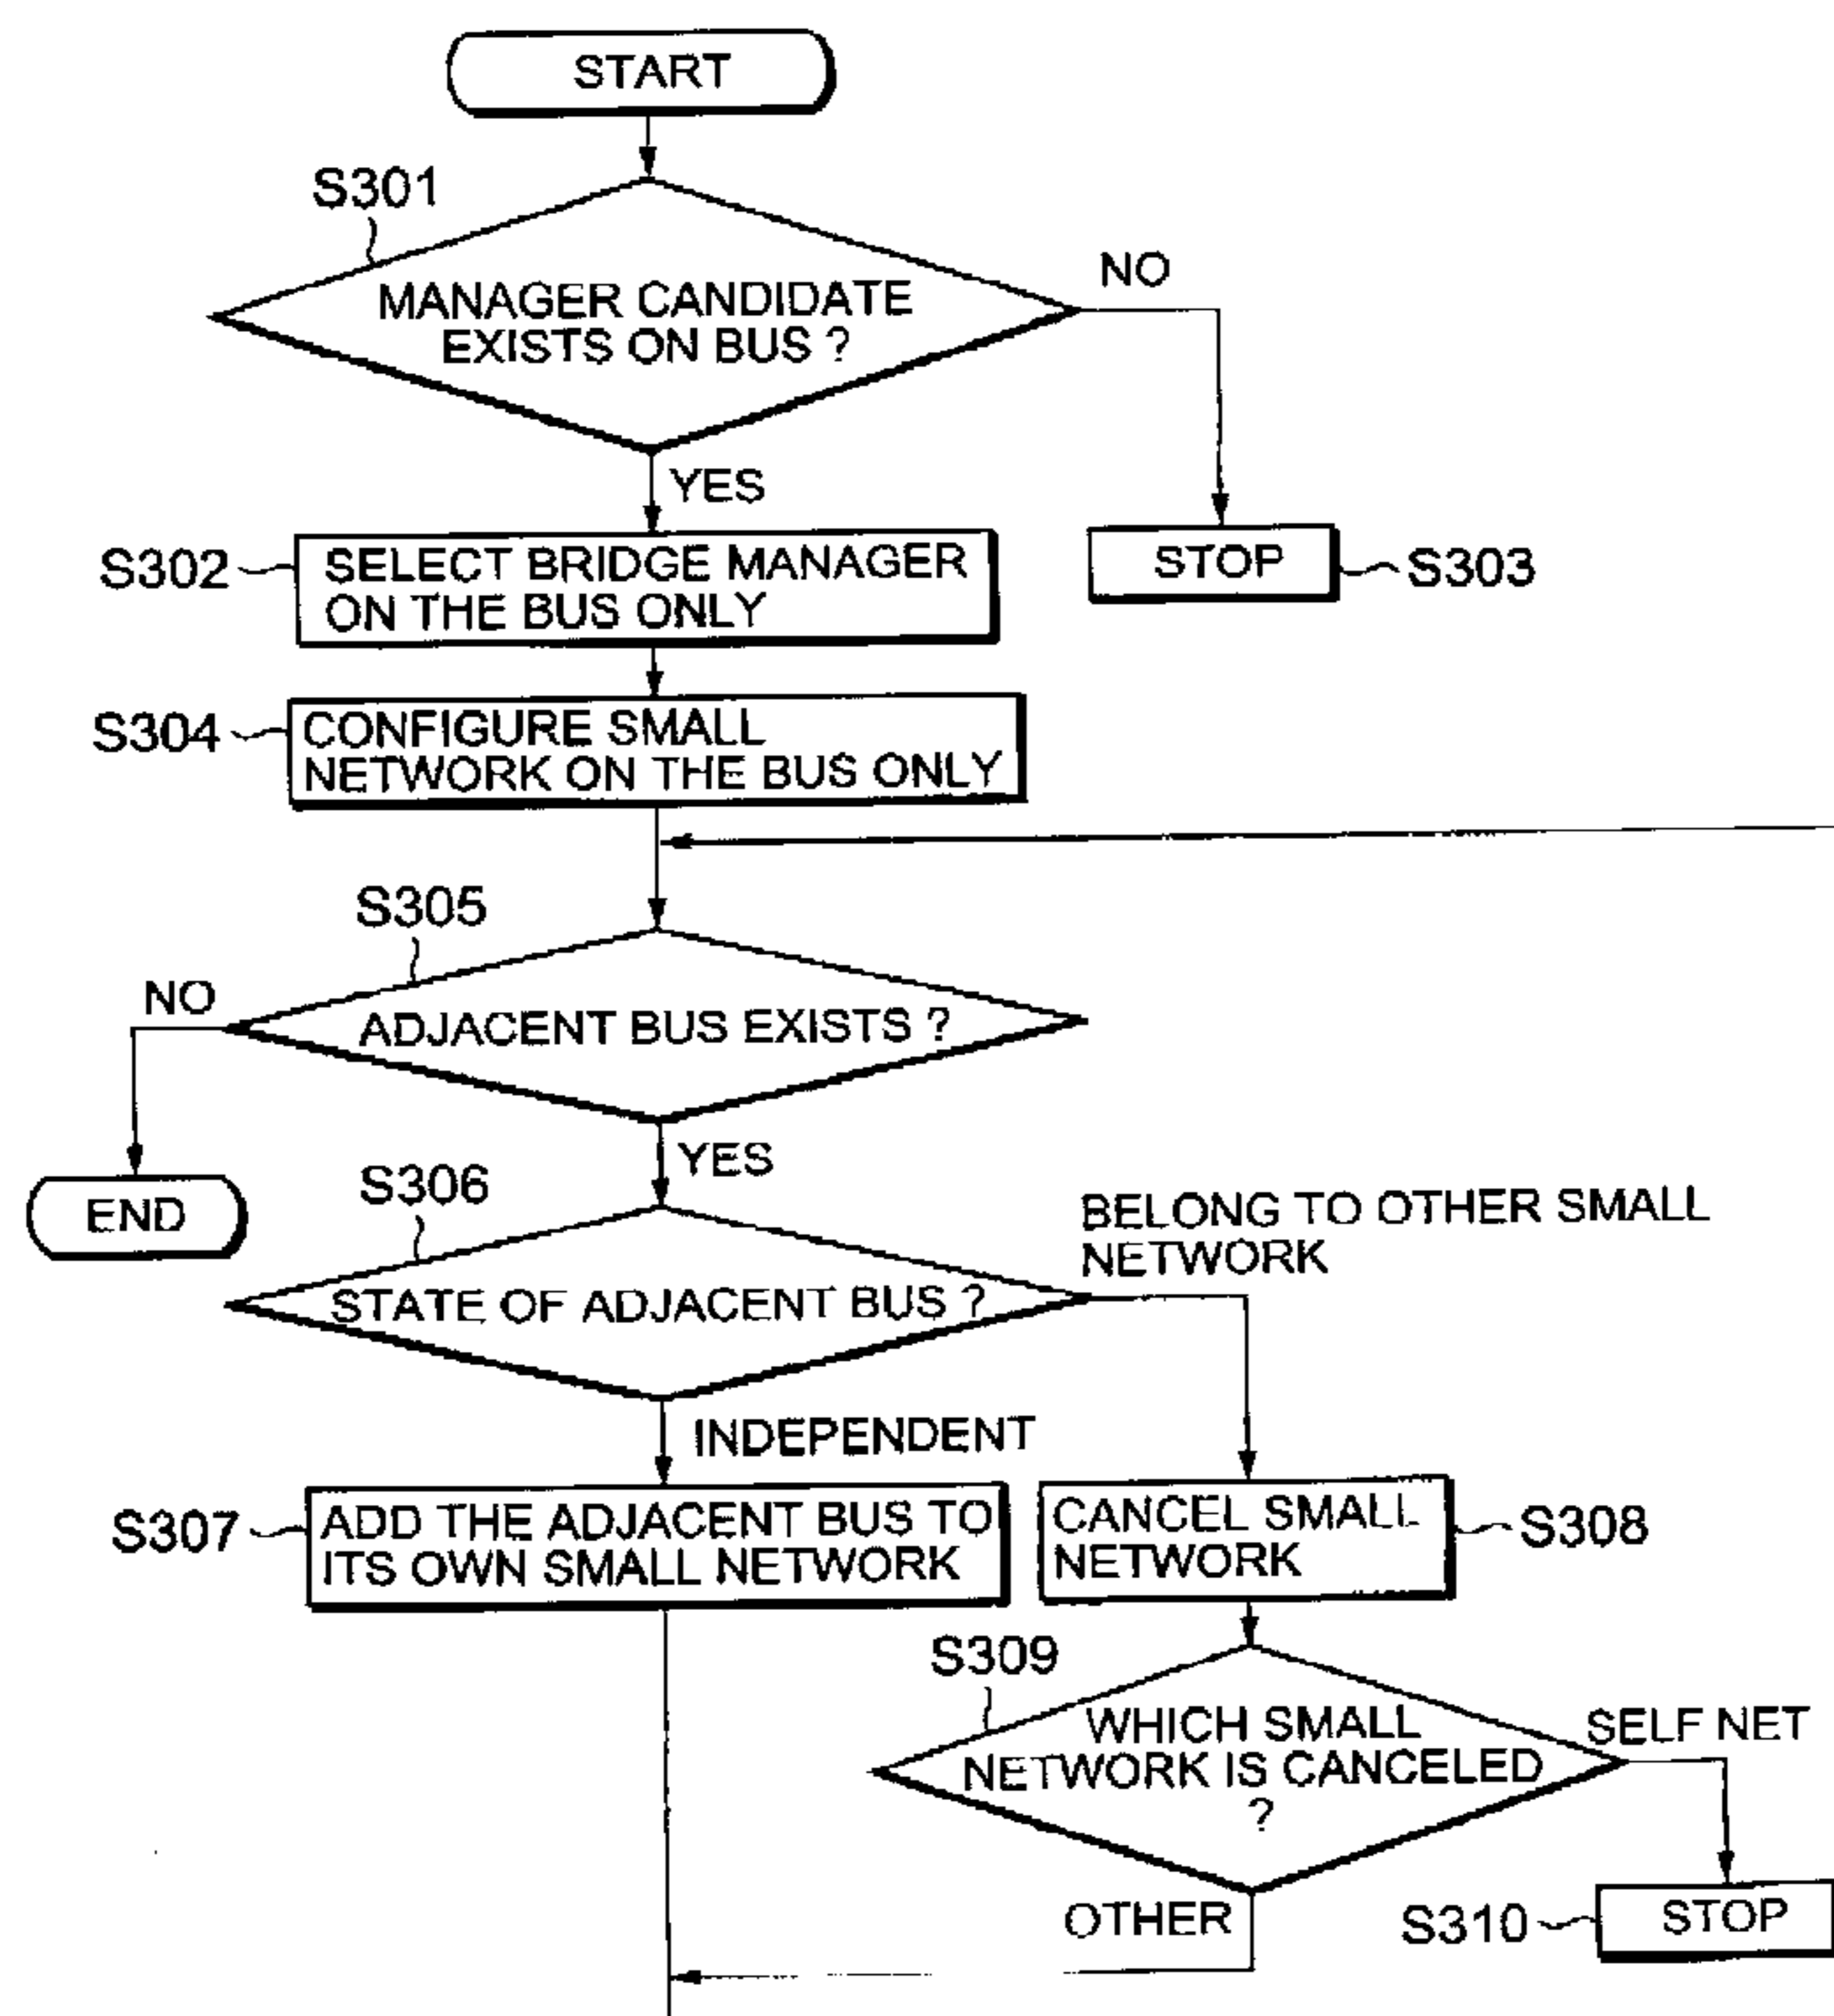 START
S301
MANAGER CANDIDATE
EXISTS ON BUS ?
NO
YES
S302
SELECT BRIDGE MANAGER
ON THE BUS ONLY
STOP
S303
S304
CONFIGURE SMALL
NETWORK ON THE BUS ONLY
S305
NO
ADJACENT BUS EXISTS ?
YES
END
S306
BELONG TO OTHER SMALL
NETWORK
STATE OF ADJACENT BUS ?
INDEPENDENT
S307
ADD THE ADJACENT BUS TO
ITS OWN SMALL NETWORK
CANCEL SMALL
NETWORK
S308
S309
WHICH SMALL
NETWORK IS CANCELED
?
SELF NET
OTHER
S310
STOP